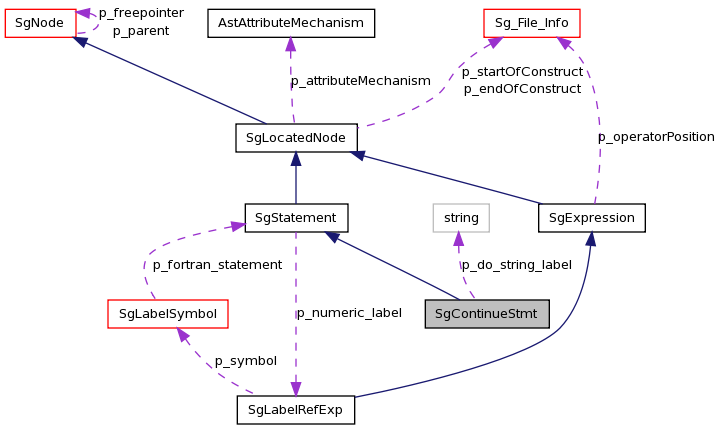 p_freepointer
p_parent
SgNode
AstAttributeMechanism
Sg_File_Info
p_startOfConstruct
p_endOfConstruct
p_attributeMechanism
SgLocatedNode
p_operatorPosition
SgStatement
string
SgExpression
p_fortran_statement
p_do_string_label
SgLabelSymbol
p_numeric_label
SgContinueStmt
p_symbol
SgLabelRefExp